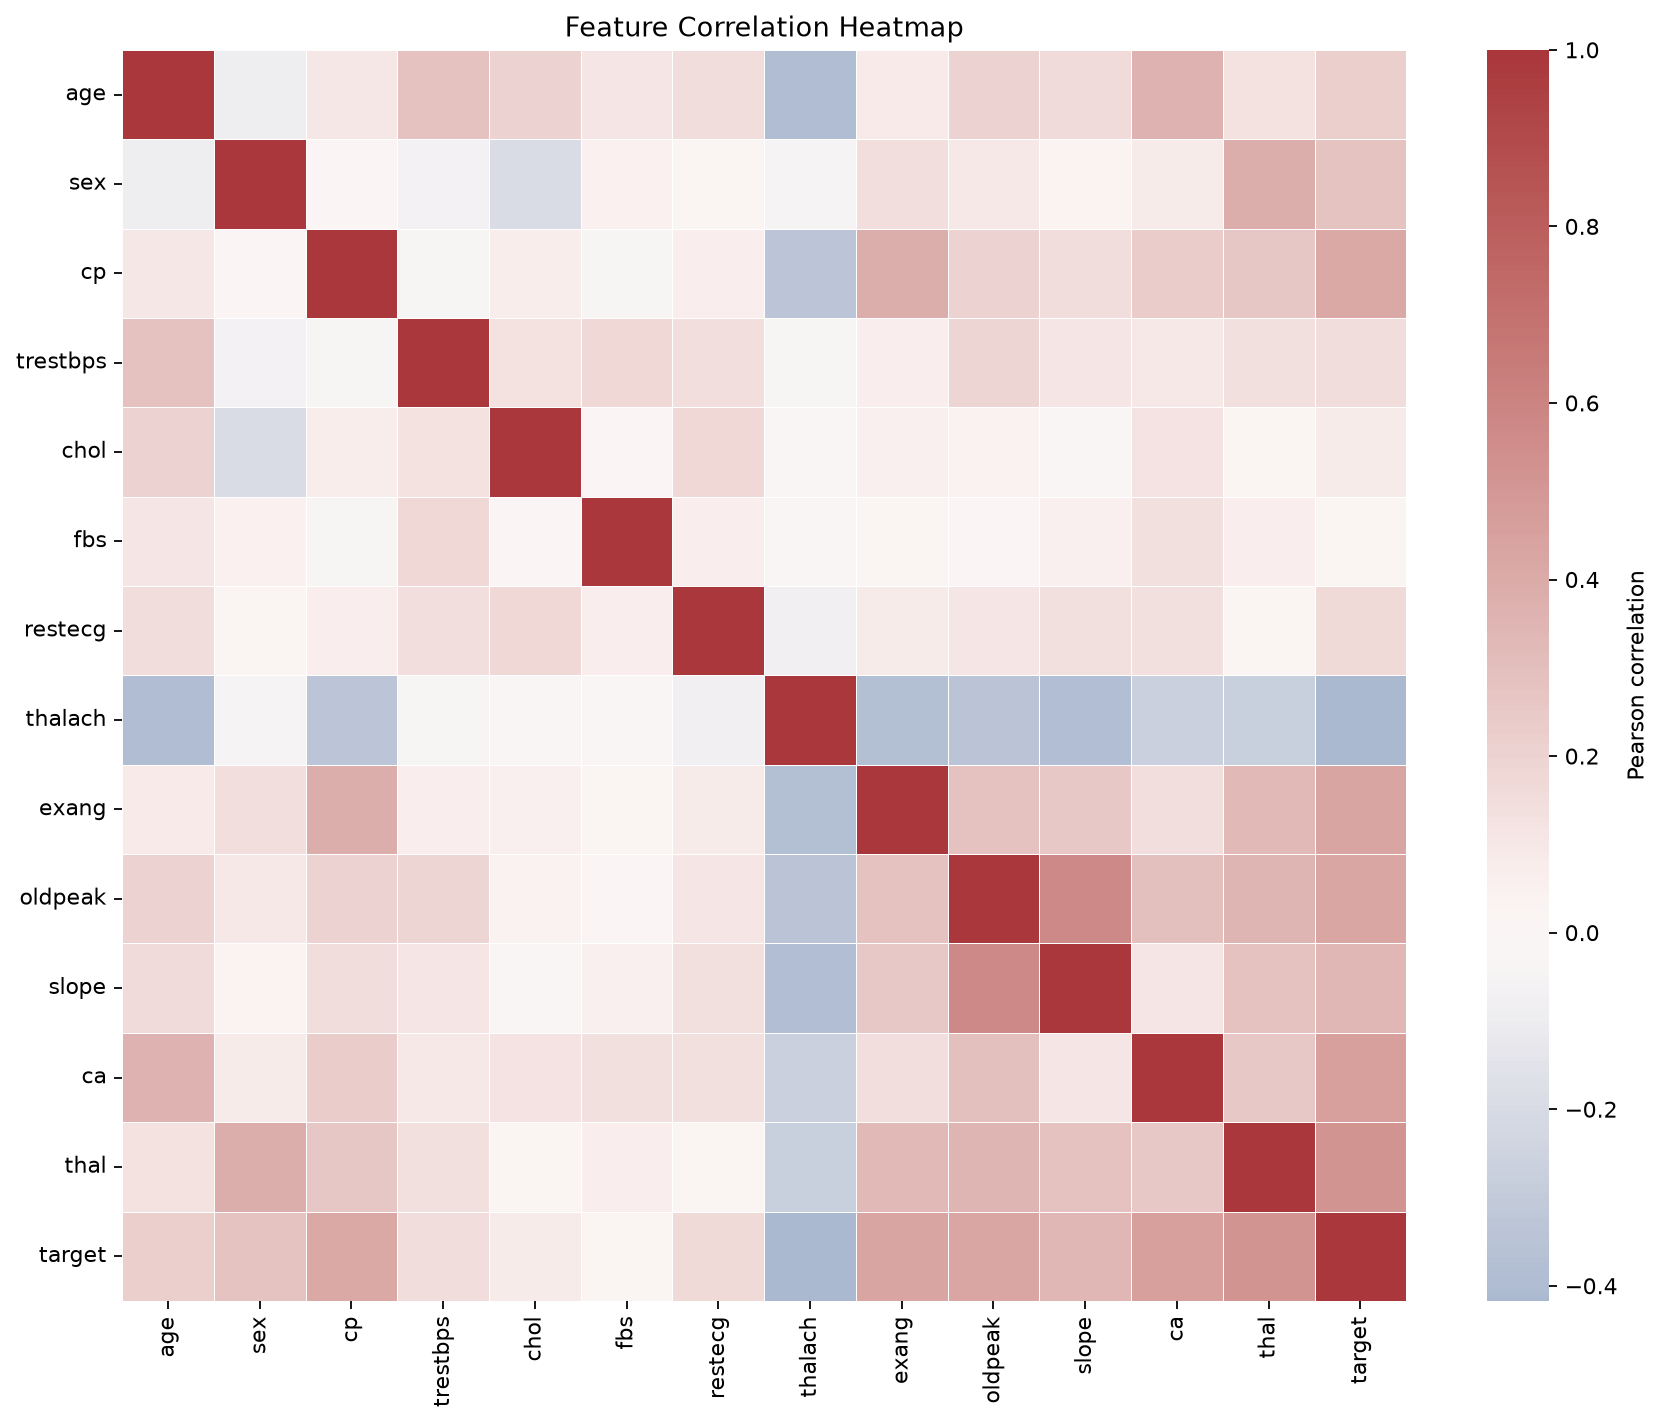 Feature Correlation Heatmap
age
sex
cp
trestbps
chol
fbs
restecg
thalach
exang
oldpeak
slope
ca
thal
target
age
sex
cp
trestbps
chol
fbs
restecg
thalach
exang
oldpeak
slope
ca
thal
target
1.0
0.8
0.6
0.4
0.2
0.0
−0.2
−0.4
Pearson correlation